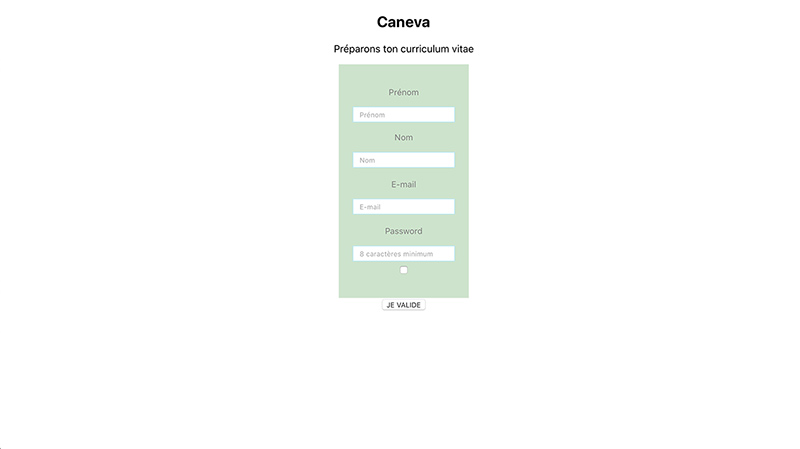 Caneva
Préparons ton curriculum vitae
Prénom
Prénom
Nom
Nom
E-mail
E-mail
Password
8 caractères minimum
JE VALIDE